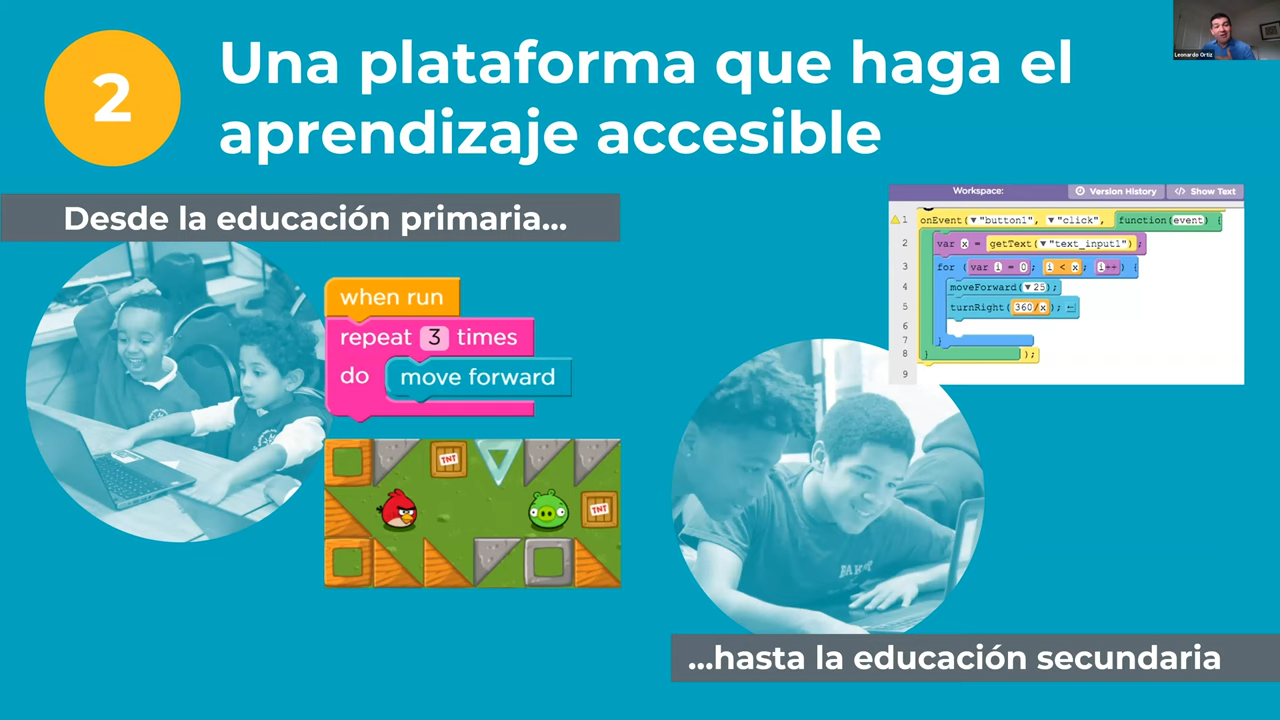 2
Una plataforma que haga el
aprendizaje accesible
Leonardo Ortiz
Desde la educación primaria...
when run
repeat 3 times
do move forward
TNT
TNT
Workspace: Version History </> Show Text
1 onEvent(▼"button1", ▼"click", function(event) {
2 var x = getText(▼"text_input1");
3 for (var i = 0; i < x; i++) {
4 moveForward(▼25);
5 turnRight(360/x);
6
7 }
8 } );
9
...hasta la educación secundaria